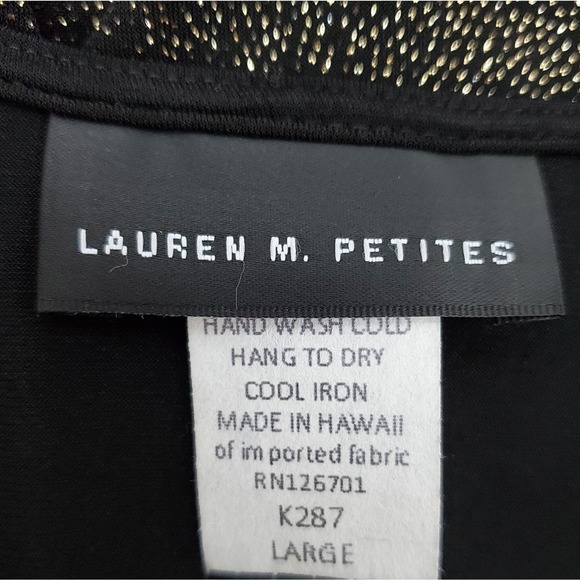 LAUREN M. PETITES
HAND WASH COLD
HANG TO DRY
COOL IRON
MADE IN HAWAII
of imported fabric
RN126701
K287
LARGE